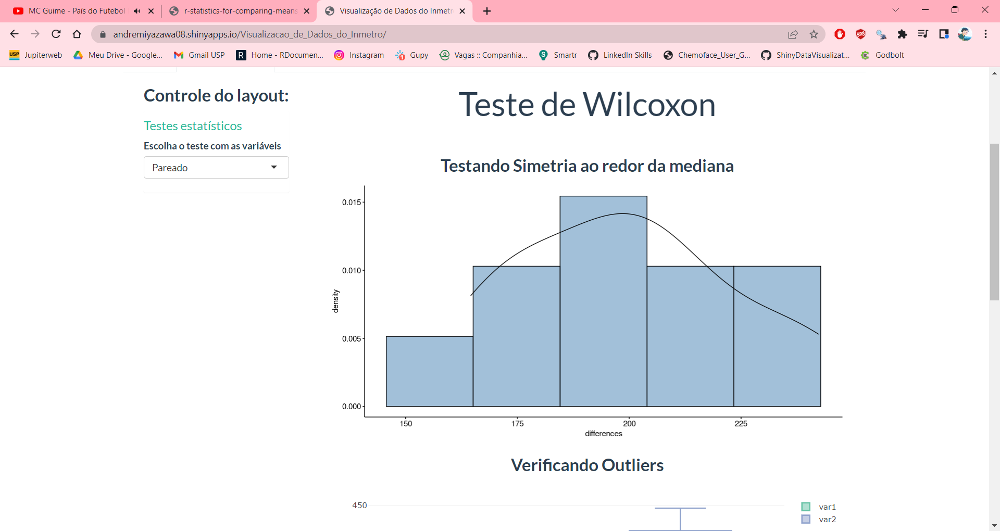 MC Guime - País do Futebol
r-statistics-for-comparing-means
Visualização de Dados do Inmetr
andremiyazawa08.shinyapps.io/Visualizacao_de_Dados_do_Inmetro/
USP Jupiterweb
Meu Drive - Google...
Gmail USP
R Home - RDocumen...
Instagram
Gupy
Vagas :: Companhia...
S Smartr
LinkedIn Skills
Chemoface_User_G...
ShinyDataVisualizat...
Godbolt
Controle do layout:
Testes estatísticos
Escolha o teste com as variáveis
Pareado
Teste de Wilcoxon
Testando Simetria ao redor da mediana
0.015
0.010
0.005
0.000
density
150 175 200 225
differences
Verificando Outliers
450
var1
var2